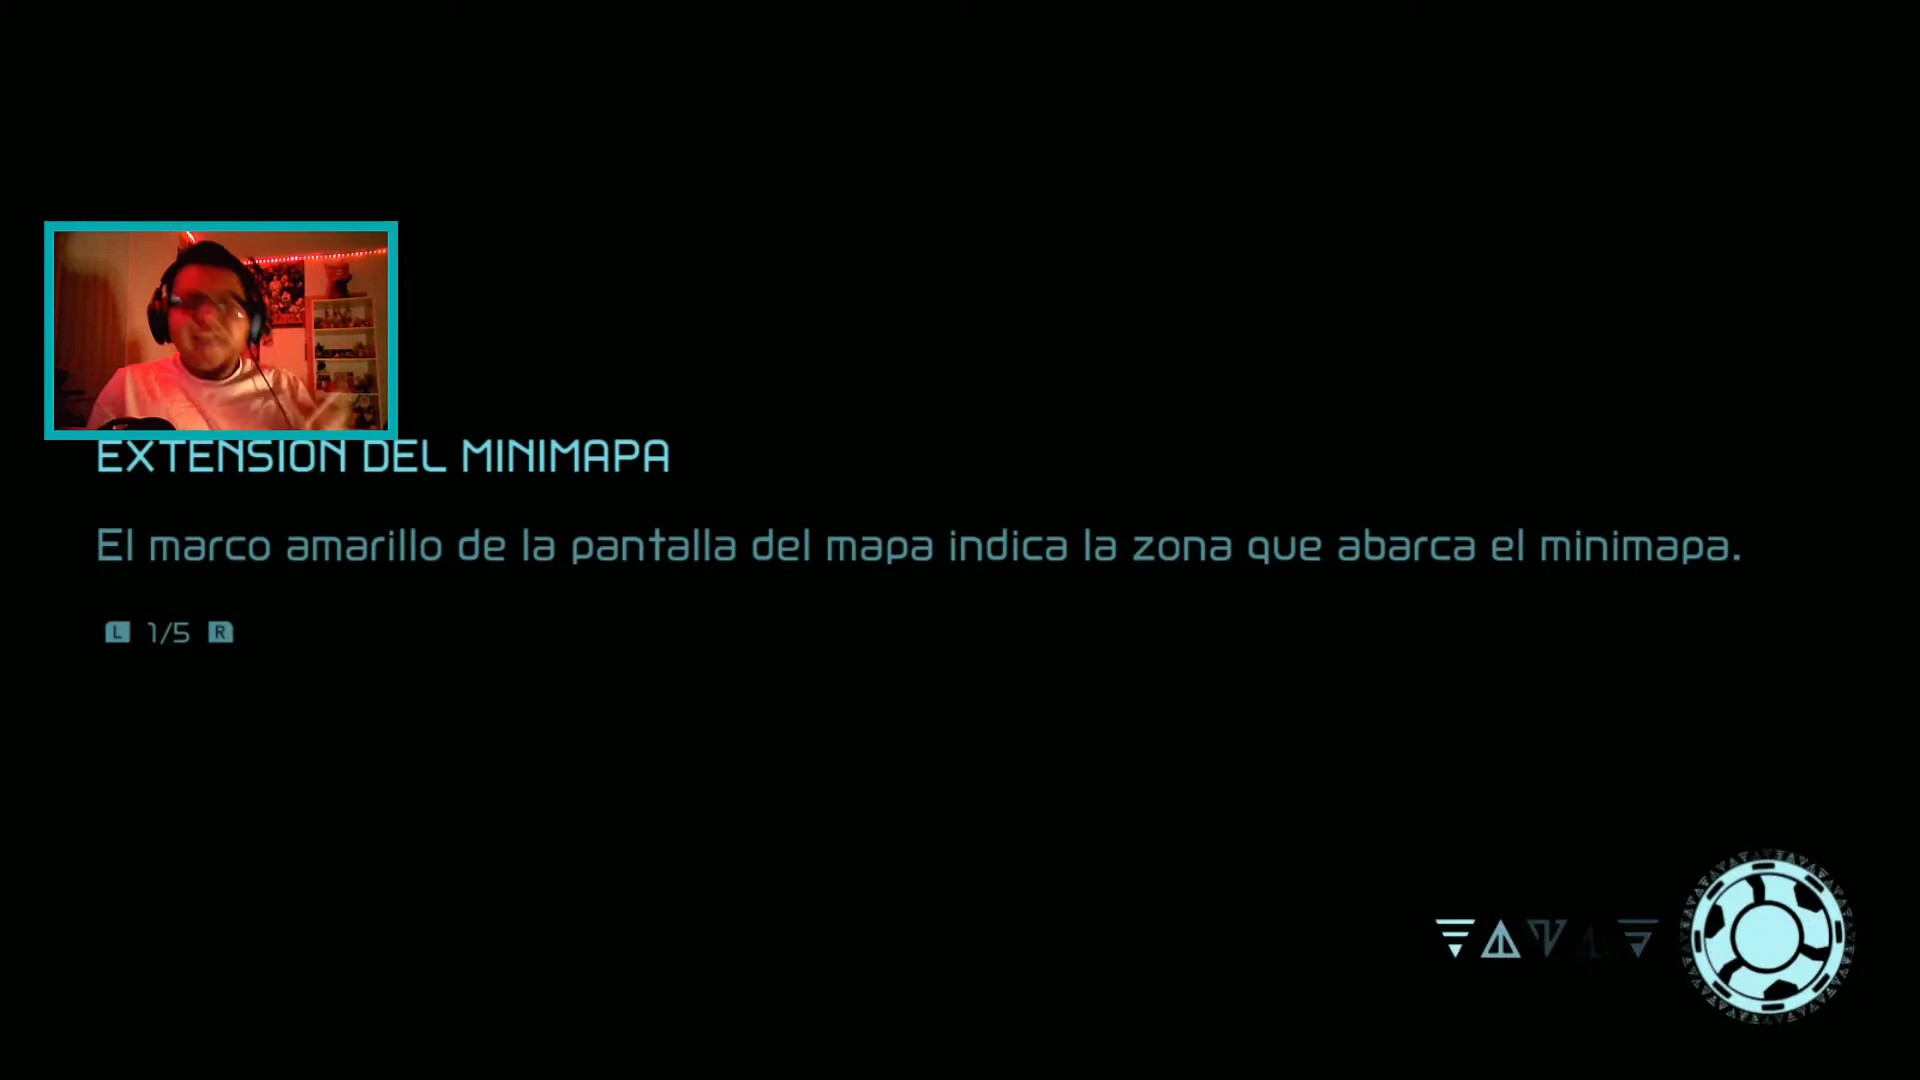 EXTENSIÓN DEL MINIMAPA
El marco amarillo de la pantalla del mapa indica la zona que abarca el minimapa.
L 1/5 R